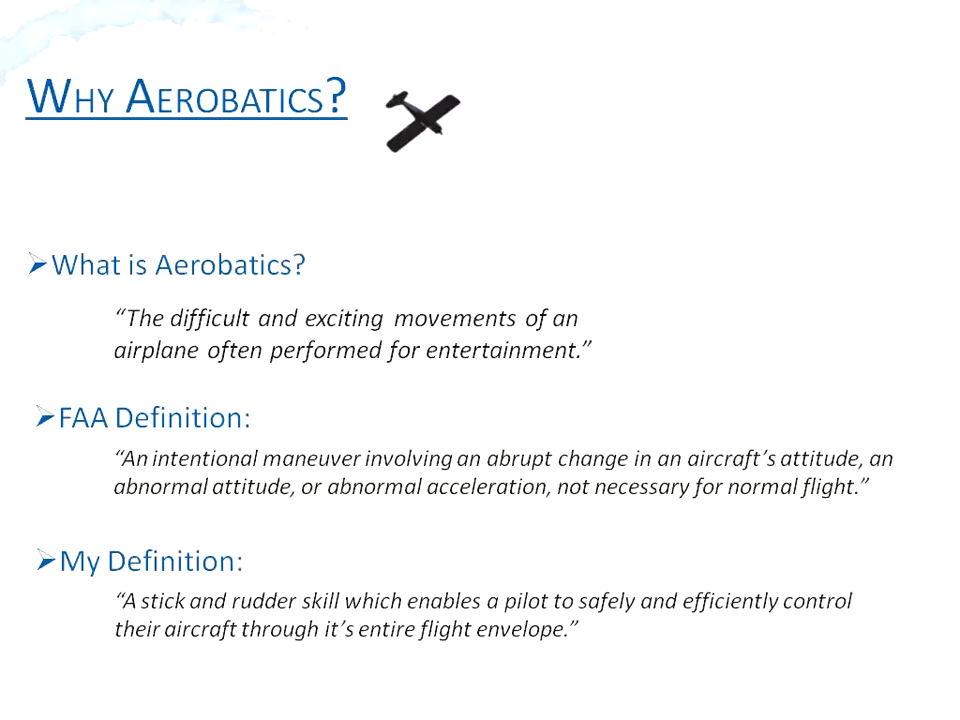 WHY AEROBATICS?
What is Aerobatics?
“The difficult and exciting movements of an
airplane often performed for entertainment.”
FAA Definition:
“An intentional maneuver involving an abrupt change in an aircraft’s attitude, an
abnormal attitude, or abnormal acceleration, not necessary for normal flight.”
My Definition:
“A stick and rudder skill which enables a pilot to safely and efficiently control
their aircraft through it’s entire flight envelope.”